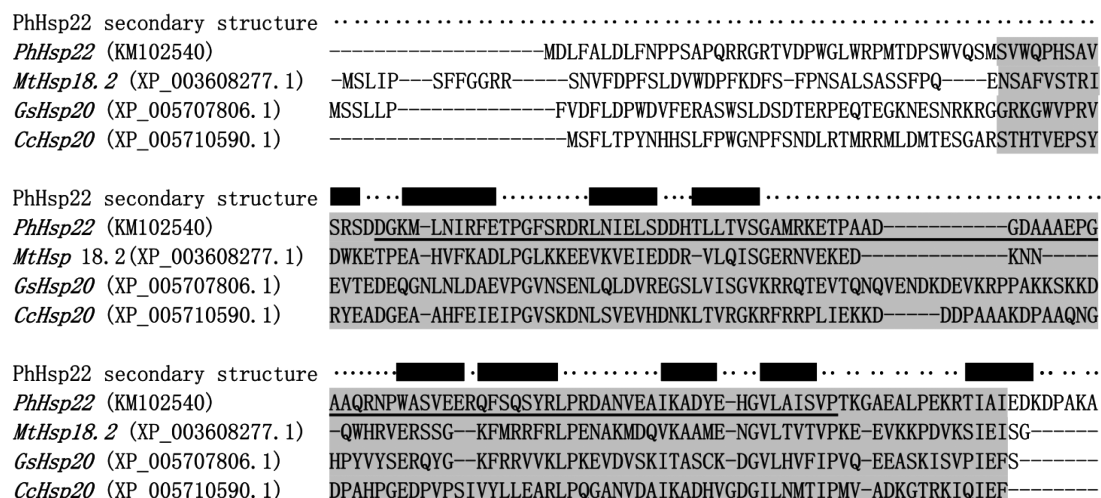 PhHsp22 secondary structure
PhHsp22 (KM102540) -------------------MDLFALDLFNPPSAPQRRGRTVDPWGLWRPMTDPSWVQSMSVWQPHSAV
MtHsp18.2 (XP_003608277.1) -MSLIP---SFFGGRR---SNVFDPFSLDVWDPFKDFS-FPNSALSASSFPQ----ENSAFVSTRI
GsHsp20 (XP_005707806.1) MSSLLP--------------FVDFLDPWDVFERASWSLDSDTERPEQTEGKNESNRKRGGRKGWVPRV
CcHsp20 (XP_005710590.1) ---------------------MSFLTPYNHHSLFPWGNPFSNDLRTMRRMLDMTESGARSTHTVEPSY
PhHsp22 secondary structure
PhHsp22 (KM102540) SRSDDGKM-LNIRFETPGFSRDRLNIELSDDHTLLTVSGAMRKETPAAD-----------GDAAAEPG
MtHsp 18.2(XP_003608277.1) DWKETPEA-HVFKADLPGLKKEEVKVEIEDDR-VLQISGERNVEKED-------------KNN-----
GsHsp20 (XP_005707806.1) EVTEDEQGNLNLDAEVPGVNSENLQLDVREGSLVISGVKRRQTEVTQNQVENDKDEVKRPPAKKSKKD
CcHsp20 (XP_005710590.1) RYEADGEA-AHFEIEIPGVSKDNLSVEVHDNKLTVRGKRFRRPLIEKKD-----DDPAAAKDPAAQNG
PhHsp22 secondary structure
PhHsp22 (KM102540) AAQRNPWASVEERQFSQSYRLPRDANVEAIKADYE-HGVLAISVPTKGAEALPEKRTIAIEDKDPAKA
MtHsp18.2 (XP_003608277.1) -QWHRVERSSG--KFMRRFRLPENAKMDQVKAAME-NGVLTVTVPKE-EVKKPDVKSIEISG------
GsHsp20 (XP_005707806.1) HPYVYSERQYG--KFRRVVKLPKEVDVSKITASCK-DGVLHVFIPVQ-EEASKISVPIEFS-------
CcHsp20 (XP_005710590.1) DPAHPGEDPVPSIVYLLEARLPQGANVDAIKADHVGDGILNMTIPMV-ADKGTRKIQIEF--------